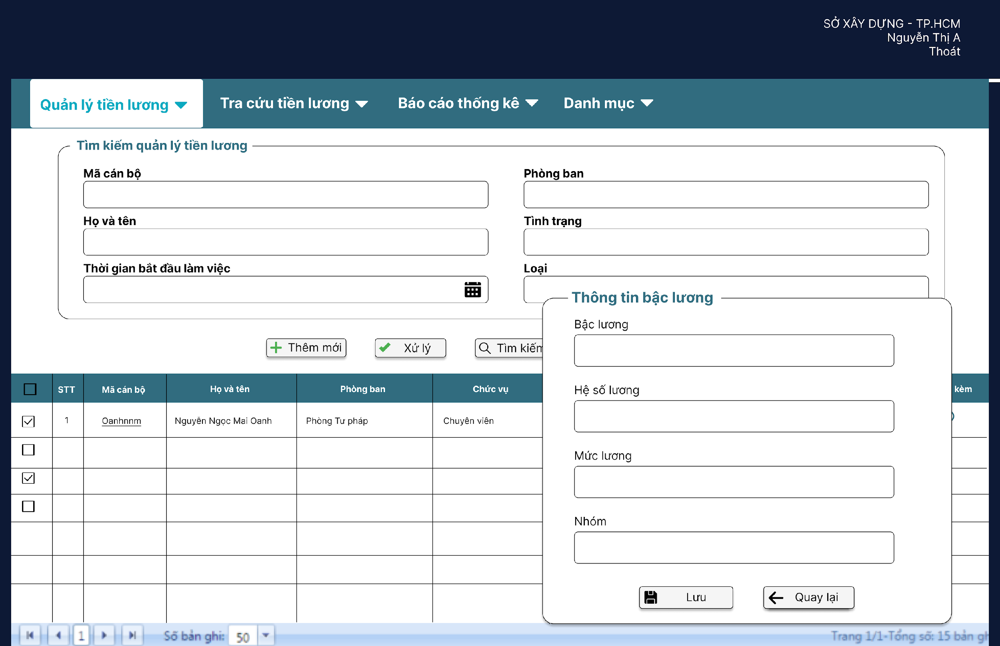 SỞ XÂY DỰNG - TP.HCM
Nguyễn Thị A
Thoát
Quản lý tiền lương
Tra cứu tiền lương
Báo cáo thống kê
Danh mục
Tìm kiếm quản lý tiền lương
Mã cán bộ
Phòng ban
Họ và tên
Tình trạng
Thời gian bắt đầu làm việc
Loại
Thêm mới
Xử lý
Tìm kiếm
STT
Mã cán bộ
Họ và tên
Phòng ban
Chức vụ
kèm
1
Oanhnnm
Nguyễn Ngọc Mai Oanh
Phòng Tư pháp
Chuyên viên
Thông tin bậc lương
Bậc lương
Hệ số lương
Mức lương
Nhóm
Lưu
Quay lại
1
Số bản ghi:
50
Trang 1/1-Tổng số: 15 bản gh